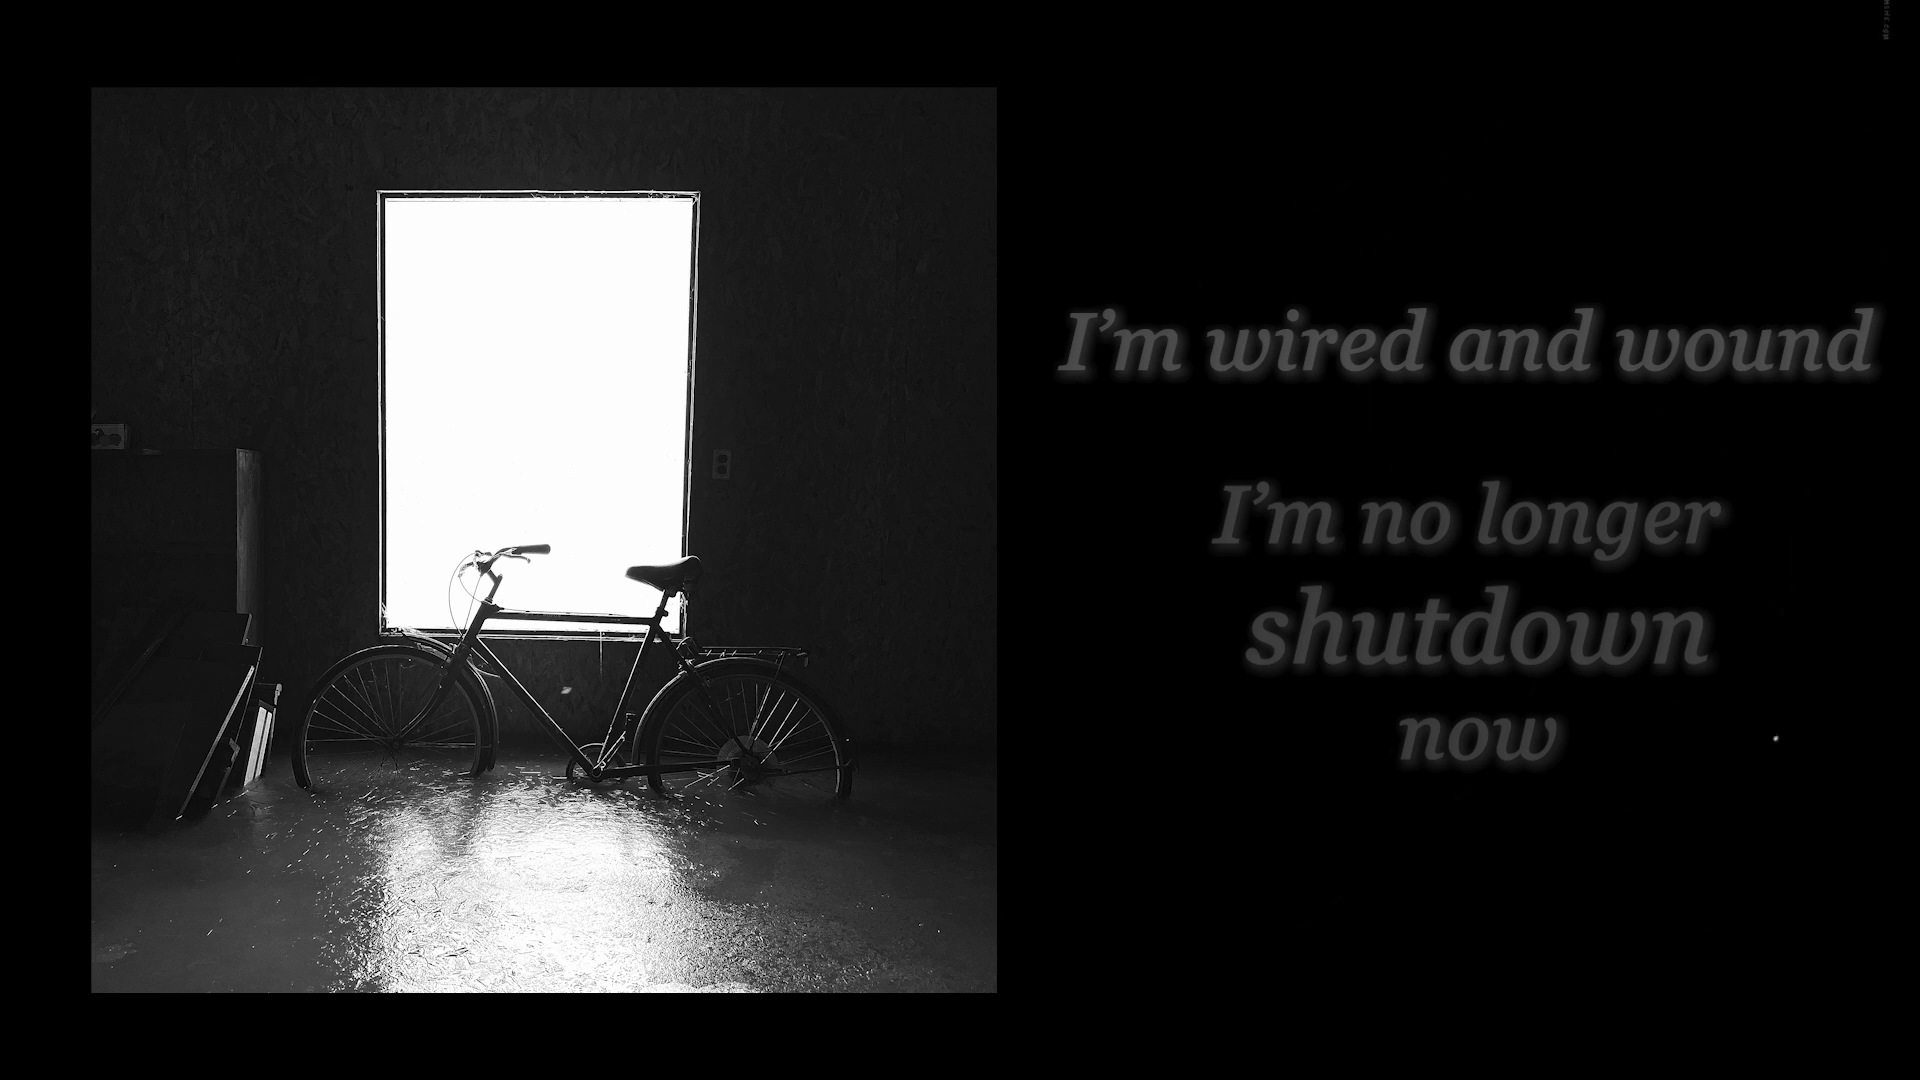 I'm wired and wound
I'm no longer
shutdown
now